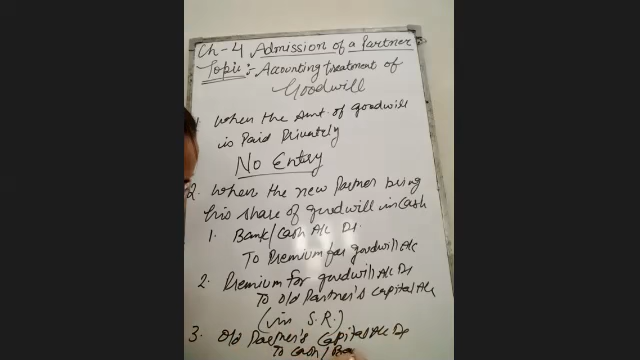 Ch-4 Admission of a Partner
Topic:- Accounting treatment of
Goodwill
1. When the Amt. of goodwill
is Paid Privately
No Entry
2. When the new Partner bring
his share of goodwill in cash
1. Bank/Cash A/c Dr.
To Premium for goodwill A/c
2. Premium for goodwill A/c Dr
To Old Partner's Capital A/c
(in S.R.)
3. Old Partner's Capital A/c Dr
To Cash/Ba